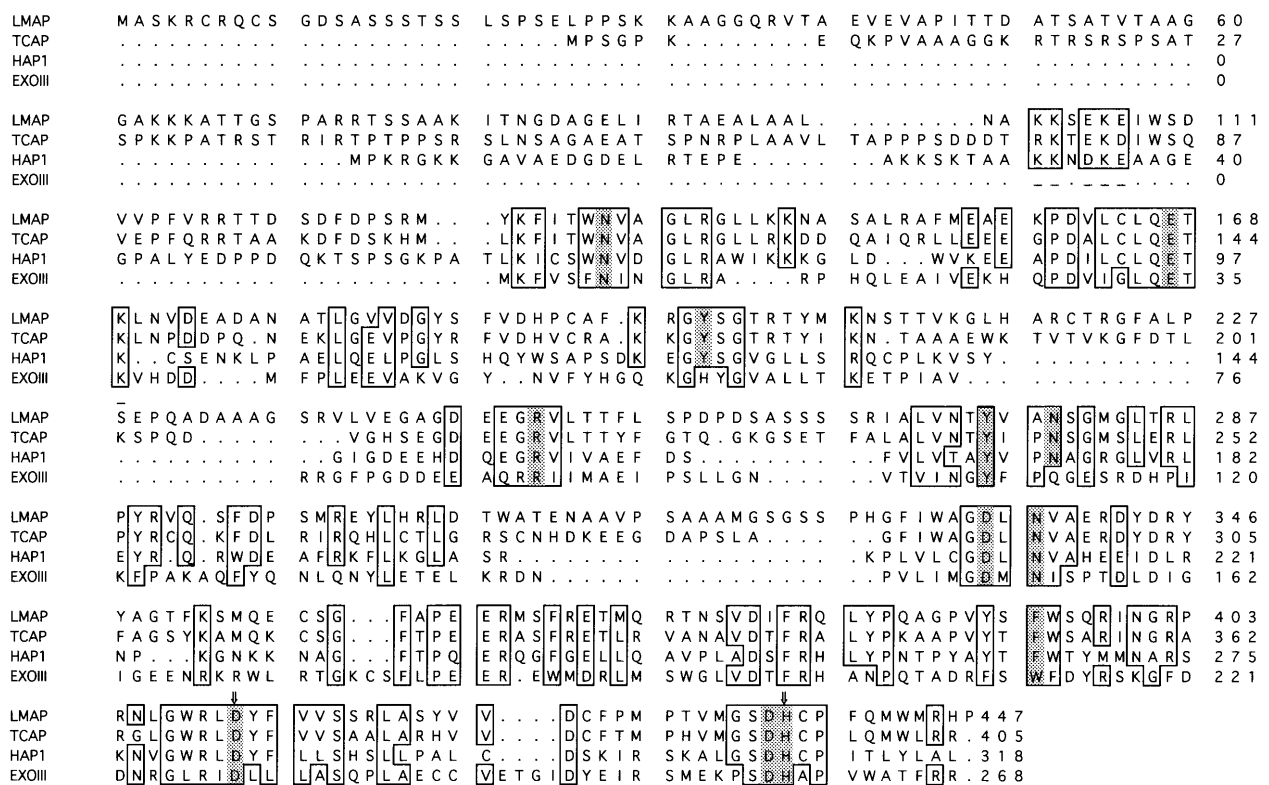 LMAP MASKRCRQCS GDSASSSTSS LSPSELPPSK KAAGGQRVTA EVEVAPITTD ATSATVTAAG 60
TCAP .......... .......... .....MPSGP K........E QKPVAAAGGK RTRSRSPSAT 27
HAP1 .......... .......... .......... .......... .......... .......... 0
EXOIII .......... .......... .......... .......... .......... .......... 0
LMAP GAKKKATTGS PARRTSSAAK ITNGDAGELI RTAEALAAL. ........NA KKSEKEIWSD 111
TCAP SPKKPATRST RIRTPTPPSR SLNSAGAEAT SPNRPLAAVL TAPPPSDDDT RKTEKDIWSQ 87
HAP1 .......... ...MPKRGKK GAVAEDGDEL RTEPE..... ..AKKSKTAA KKNDKEAAGE 40
EXOIII .......... .......... .......... .......... .......... .......... 0
LMAP VVPFVRRTTD SDFDPSRM.. .YKFITWNVA GLRGLLKKNA SALRAFMEAE KPDVLCLQET 168
TCAP VEPFQRRTAA KDFDSKHM.. .LKFITWNVA GLRGLLRKDD QAIQRLLEEE GPDALCLQET 144
HAP1 GPALYEDPPD QKTSPSGKPA TLKICSWNVD GLRAWIKKKG LD...WVKEE APDILCLQET 97
EXOIII .......... .......... .MKFVSFNIN GLRA....RP HQLEAIVEKH QPDVIGLQET 35
LMAP KLNVDEADAN ATLGVVDGYS FVDHPCAF.K RGYSGTRTYM KNSTTVKGLH ARCTRGFALP 227
TCAP KLNPDDPQ.N EKLGEVPGYR FVDHVCRA.K KGYSGTRTYI KN.TAAAEWK TVTVKGFDTL 201
HAP1 K..CSENKLP AELQELPGLS HQYWSAPSDK EGYSGVGLLS RQCPLKVSY. .......... 144
EXOIII KVHDD....M FPLEEVAKVG Y..NVFYHGQ KGHYGVALLT KETPIAV... .......... 76
LMAP SEPQADAAAG SRVLVEGAGD EEGRVLTTFL SPDPDSASSS SRIALVNTYV ANSGMGLTRL 287
TCAP KSPQD..... ...VGHSEGD EEGRVLTTYF GTQ.GKGSET FALALVNTYI PNSGMSLERL 252
HAP1 .......... ..GIGDEEHD QEGRVIVAEF DS........ ..FVLVTAYV PNAGRGLVRL 182
EXOIII .......... RRGFPGDDEE AQRRIIMAEI PSLLGN.... ..VTVINGYF PQGESRDHPI 120
LMAP PYRVQ.SFDP SMREYLHRLD TWATENAAVP SAAAMGSGSS PHGFIWAGDL NVAERDYDRY 346
TCAP PYRCQ.KFDL RIRQHLCTLG RSCNHDKEEG DAPSLA.... ..GFIWAGDL NVAERDYDRY 305
HAP1 EYR.Q.RWDE AFRKFLKGLA SR........ .......... ..KPLVLCGDL NVAHEEIDLR 221
EXOIII KFPAKAQFYQ NLQNYLETEL KRDN...... .......... ..PVLIMGDM NISPTDLDIG 162
LMAP YAGTFKSMQE CSG...FAPE ERMSFRETMQ RTNSVDIFRQ LYPQAGPVYS FWSQRINGRP 403
TCAP FAGSYKAMQK CSG...FTPE ERASFRETLR VANAVDTFRA LYPKAAPVYT FWSARINGRA 362
HAP1 NP...KGNKK NAG...FTPQ ERQGFGELLQ AVPLADSFRH LYPNTPYAYT FWTYMMNARS 275
EXOIII IGEENRKRWL RTGKCSFLPE ER.EWMDRLM SWGLVDTFRH ANPQTADRFS WFDYRSKGFD 221
⇓ ⇓
LMAP RNLGWRLDYF VVSSRLASYV V....DCFPM PTVMGSDHCP FQMWMRHP 447
TCAP RGLGWRLDYF VVSAALARHV V....DCFTM PHVMGSDHCP LQMWLRR. 405
HAP1 KNVGWRLDYF LLSHSLLPAL C....DSKIR SKALGSDHCP ITLYLAL. 318
EXOIII DNRGLRIDLL LASQPLAECC VETGIDYEIR SMEKPSDHAP VWATFRR. 268